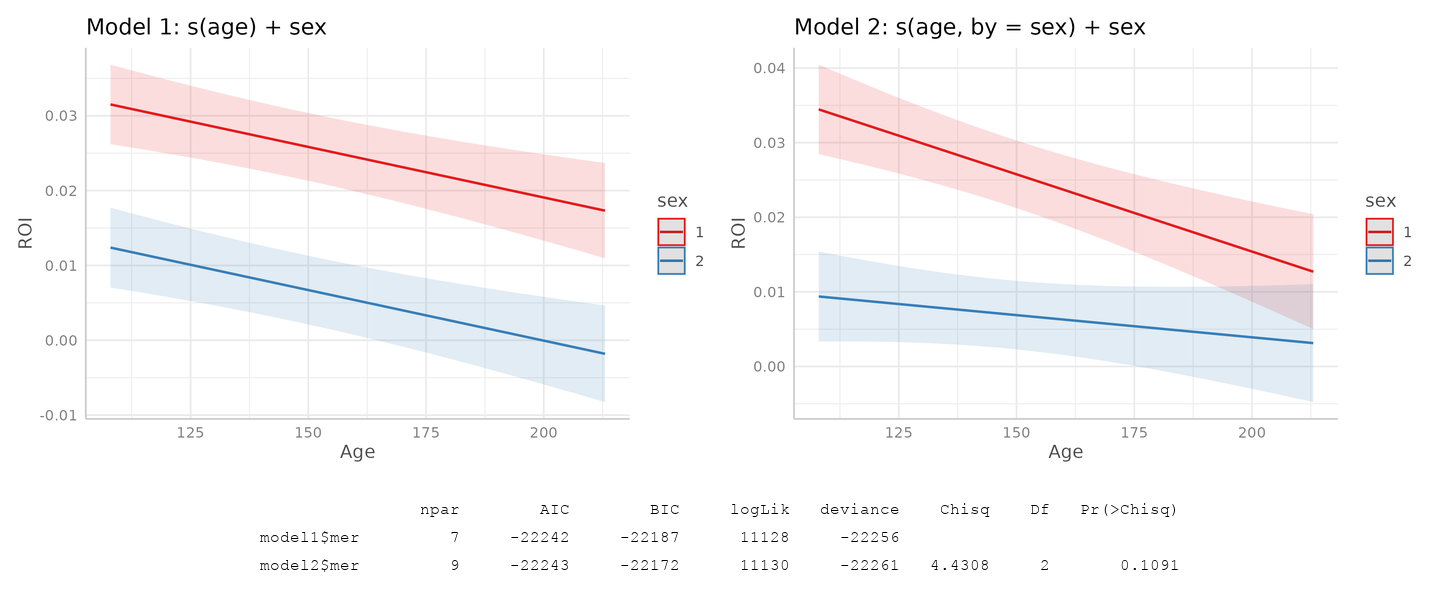 Model 1: s(age) + sex
0.03
0.02
0.01
0.00
-0.01
ROI
125 150 175 200
Age
sex
1
2
Model 2: s(age, by = sex) + sex
0.04
0.03
0.02
0.01
0.00
ROI
125 150 175 200
Age
sex
1
2
npar AIC BIC logLik deviance Chisq Df Pr(>Chisq)
model1$mer 7 -22242 -22187 11128 -22256
model2$mer 9 -22243 -22172 11130 -22261 4.4308 2 0.1091